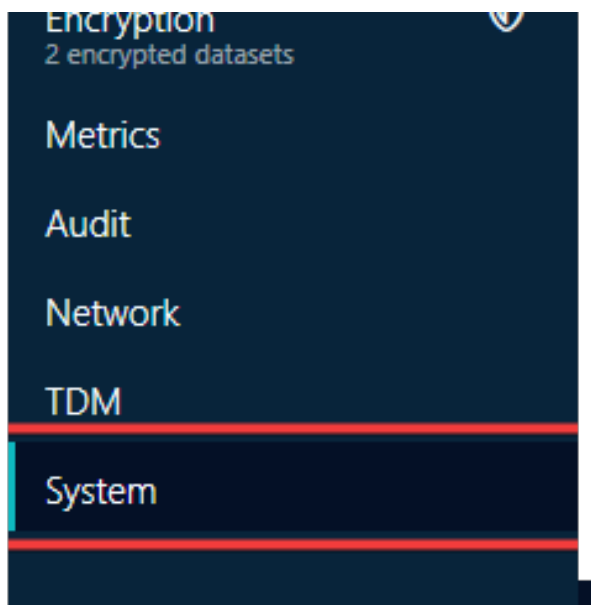 Encryption
2 encrypted datasets
Metrics
Audit
Network
TDM
System